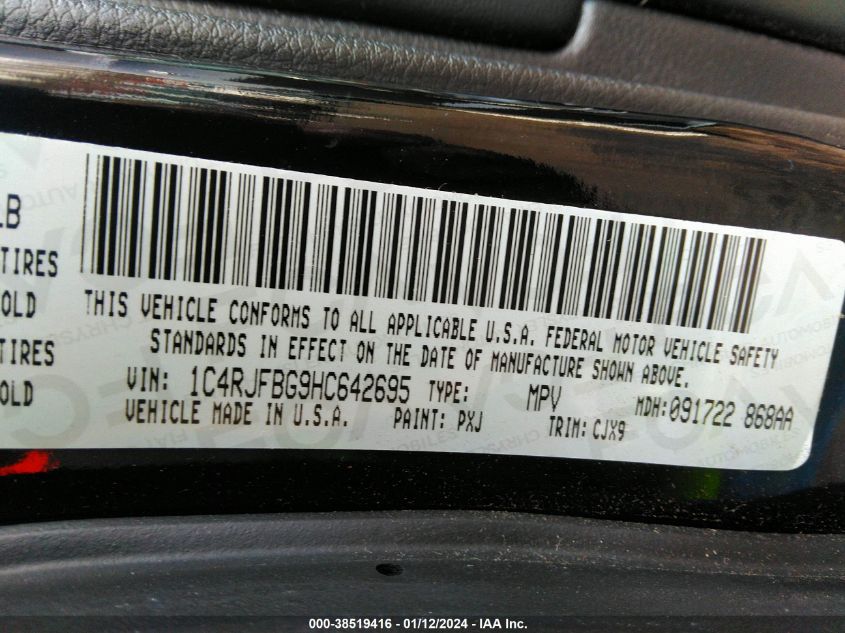 LB
TIRES
OLD
TIRES
OLD
THIS VEHICLE CONFORMS TO ALL APPLICABLE U.S.A. FEDERAL MOTOR VEHICLE SAFETY
STANDARDS IN EFFECT ON THE DATE OF MANUFACTURE SHOWN ABOVE.
VIN: 1C4RJFBG9HC642695 TYPE: MPV MDH:091722 868AA
VEHICLE MADE IN U.S.A. PAINT: PXJ TRIM: CJX9
000-38519416 - 01/12/2024 - IAA Inc.